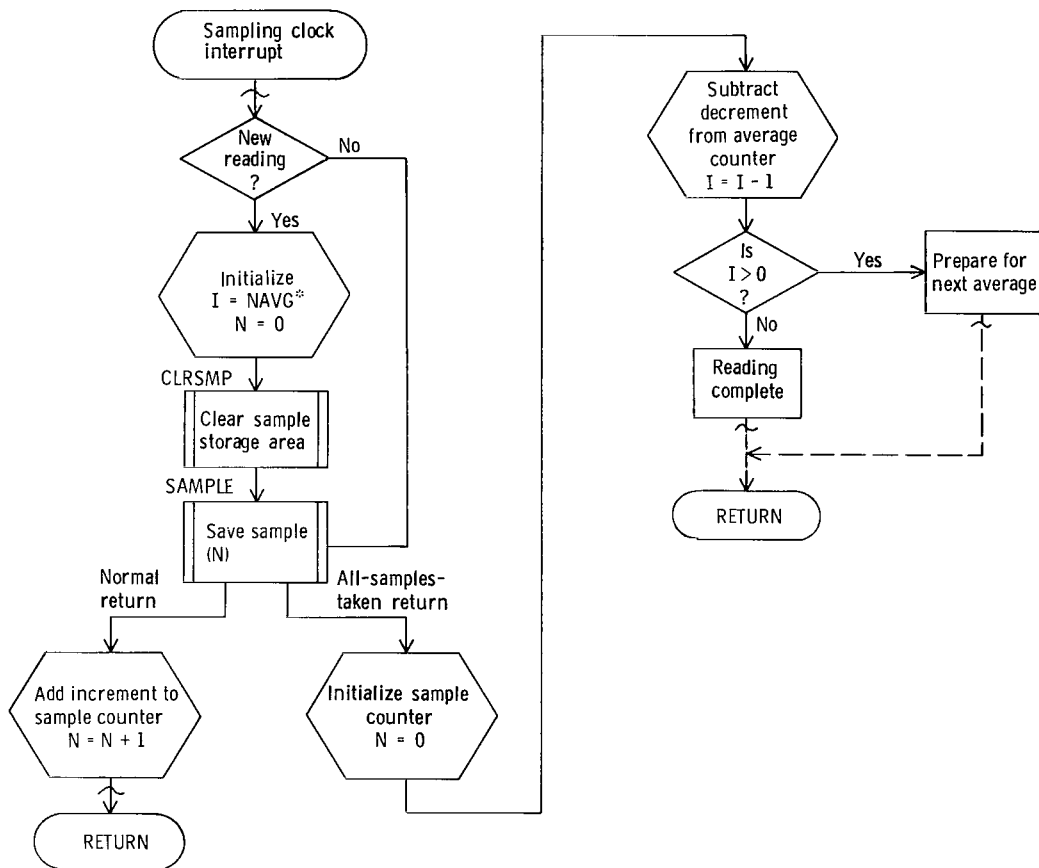 Sampling clock
interrupt
New
reading
?
No
Yes
Initialize
I = NAVG*
N = 0
CLRSMP
Clear sample
storage area
SAMPLE
Save sample
(N)
Normal
return
All-samples-
taken return
Add increment to
sample counter
N = N + 1
RETURN
Initialize sample
counter
N = 0
Subtract
decrement
from average
counter
I = I - 1
Is
I > 0
?
Yes
No
Prepare for
next average
Reading
complete
RETURN